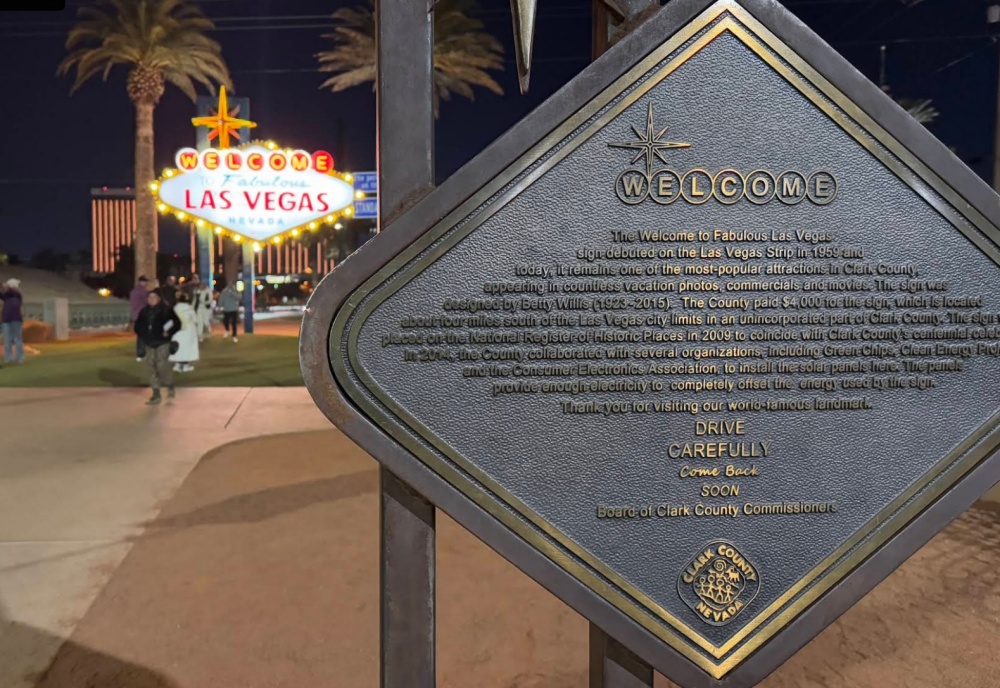 WELCOME
to Fabulous
LAS VEGAS
NEVADA
WELCOME
The Welcome to Fabulous Las Vegas
sign debuted on the Las Vegas Strip in 1959 and
today, it remains one of the most-popular attractions in Clark County,
appearing in countless vacation photos, commercials and movies. The sign was
designed by Betty Willis (1923-2015). The County paid $4,000 for the sign, which is located
about four miles south of the Las Vegas city limits in an unincorporated part of Clark County. The sign
placed on the National Register of Historic Places in 2009 to coincide with Clark County's centennial
In 2014, the County collaborated with several organizations, including Green Chips, Clean Energy
and the Consumer Electronics Association, to install the solar panels here. The panels
provide enough electricity to completely offset the energy used by the sign.
Thank you for visiting our world-famous landmark.
DRIVE
CAREFULLY
Come Back
SOON
Board of Clark County Commissioners
CLARK COUNTY
NEVADA